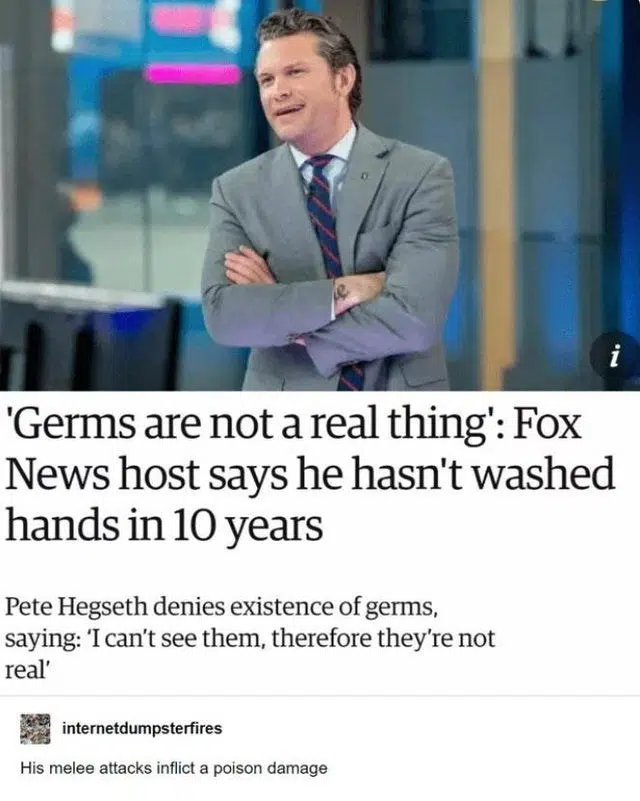 i
'Germs are not a real thing': Fox
News host says he hasn't washed
hands in 10 years
Pete Hegseth denies existence of germs,
saying: 'I can't see them, therefore they're not
real'
internetdumpsterfires
His melee attacks inflict a poison damage